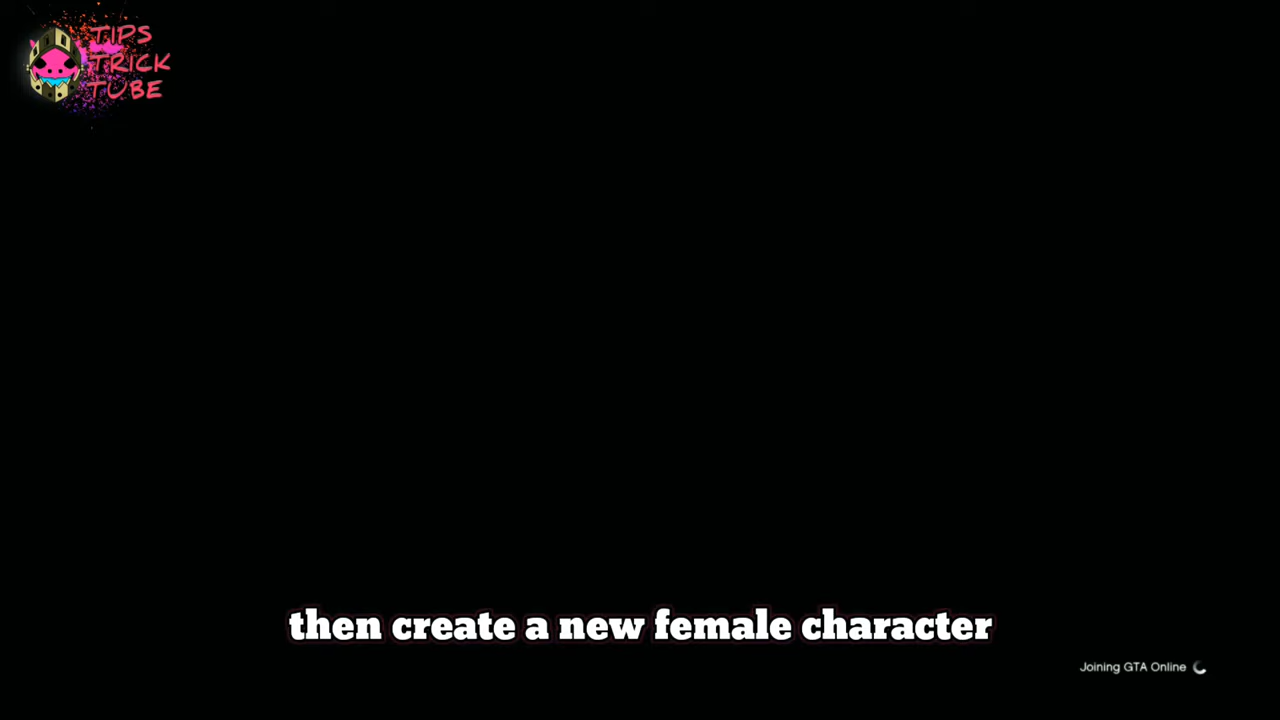 TIPS
TRICK
TUBE
then create a new female character
Joining GTA Online